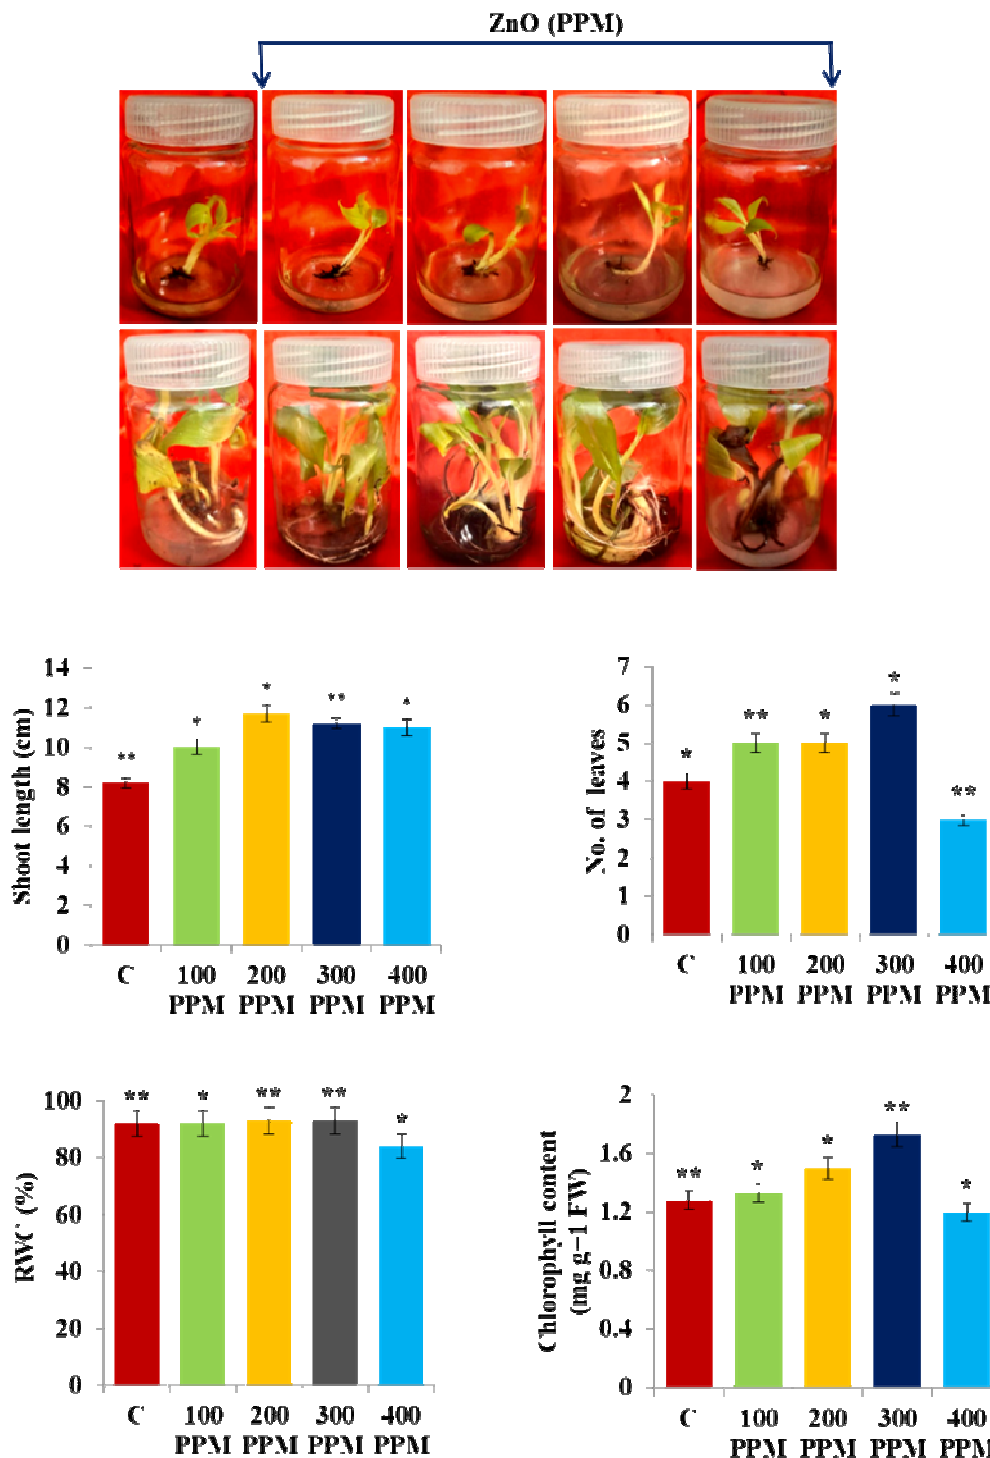 ZnO (PPM)
Shoot length (cm)
14
12
10
8
6
4
2
0
** * * ** *
C 100 PPM 200 PPM 300 PPM 400 PPM
No. of leaves
7
6
5
4
3
2
1
0
* ** * * **
C 100 PPM 200 PPM 300 PPM 400 PPM
RWC (%)
100
80
60
40
20
0
** * ** ** *
C 100 PPM 200 PPM 300 PPM 400 PPM
Chlorophyll content
(mg g−1 FW)
2
1.6
1.2
0.8
0.4
0
** * * ** *
C 100 PPM 200 PPM 300 PPM 400 PPM